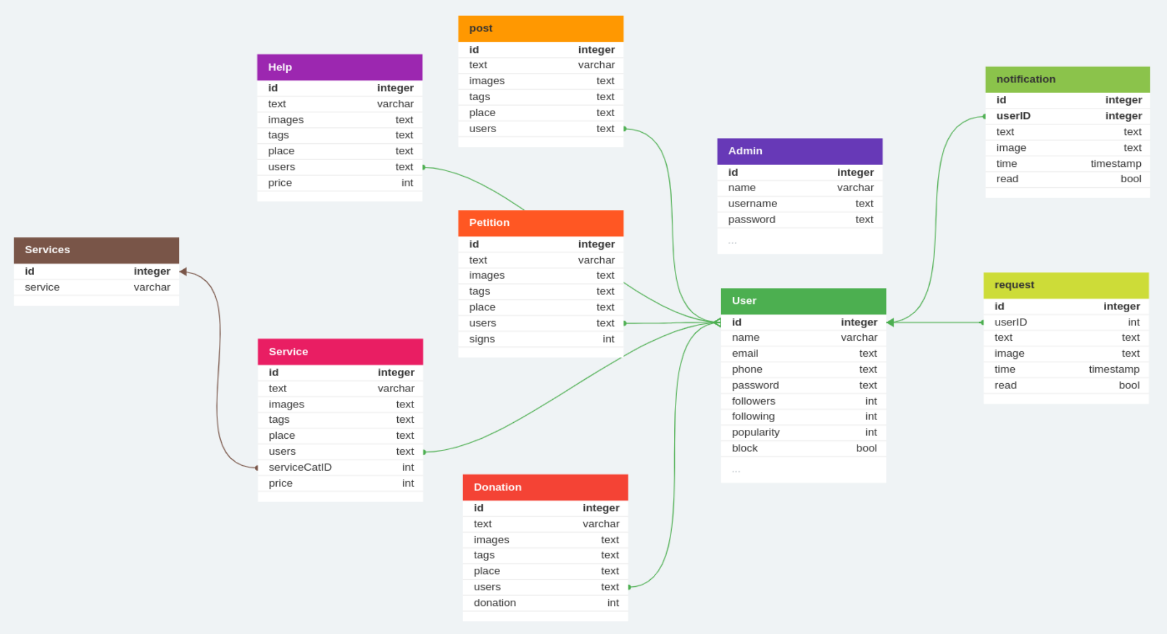 post
id integer
text varchar
images text
tags text
place text
users text
Help
id integer
text varchar
images text
tags text
place text
users text
price int
notification
id integer
userID integer
text text
image text
time timestamp
read bool
Admin
id integer
name varchar
username text
password text
...
Petition
id integer
text varchar
images text
tags text
place text
users text
signs int
Services
id integer
service varchar
request
id integer
userID int
text text
image text
time timestamp
read bool
User
id integer
name varchar
email text
phone text
password text
followers int
following int
popularity int
block bool
...
Service
id integer
text varchar
images text
tags text
place text
users text
serviceCatID int
price int
Donation
id integer
text varchar
images text
tags text
place text
users text
donation int